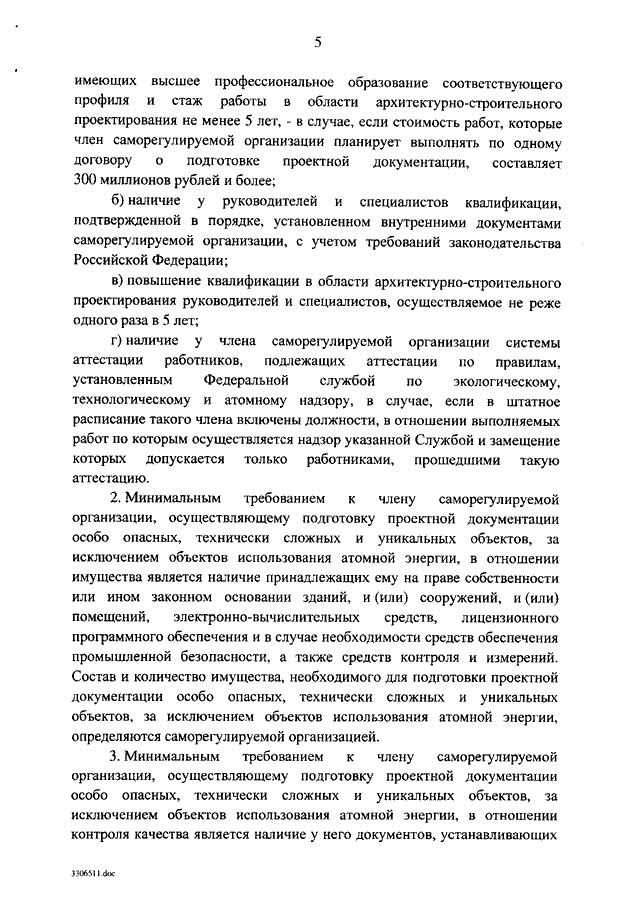 5
имеющих высшее профессиональное образование соответствующего
профиля и стаж работы в области архитектурно-строительного
проектирования не менее 5 лет, - в случае, если стоимость работ, которые
член саморегулируемой организации планирует выполнять по одному
договору о подготовке проектной документации, составляет
300 миллионов рублей и более;
б) наличие у руководителей и специалистов квалификации,
подтвержденной в порядке, установленном внутренними документами
саморегулируемой организации, с учетом требований законодательства
Российской Федерации;
в) повышение квалификации в области архитектурно-строительного
проектирования руководителей и специалистов, осуществляемое не реже
одного раза в 5 лет;
г) наличие у члена саморегулируемой организации системы
аттестации работников, подлежащих аттестации по правилам,
установленным Федеральной службой по экологическому,
технологическому и атомному надзору, в случае, если в штатное
расписание такого члена включены должности, в отношении выполняемых
работ по которым осуществляется надзор указанной Службой и замещение
которых допускается только работниками, прошедшими такую
аттестацию.
2. Минимальным требованием к члену саморегулируемой
организации, осуществляющему подготовку проектной документации
особо опасных, технически сложных и уникальных объектов, за
исключением объектов использования атомной энергии, в отношении
имущества является наличие принадлежащих ему на праве собственности
или ином законном основании зданий, и (или) сооружений, и (или)
помещений, электронно-вычислительных средств, лицензионного
программного обеспечения и в случае необходимости средств обеспечения
промышленной безопасности, а также средств контроля и измерений.
Состав и количество имущества, необходимого для подготовки проектной
документации особо опасных, технически сложных и уникальных
объектов, за исключением объектов использования атомной энергии,
определяются саморегулируемой организацией.
3. Минимальным требованием к члену саморегулируемой
организации, осуществляющему подготовку проектной документации
особо опасных, технически сложных и уникальных объектов, за
исключением объектов использования атомной энергии, в отношении
контроля качества является наличие у него документов, устанавливающих
3306511.doc